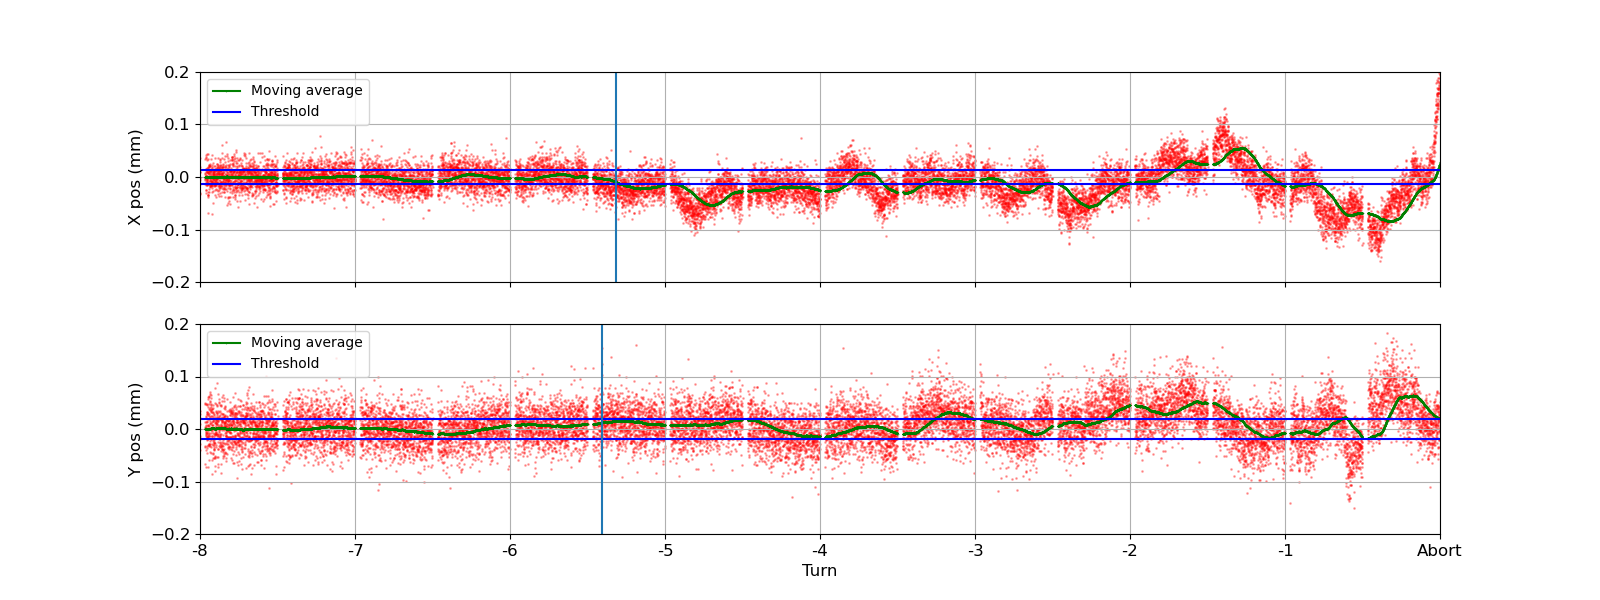 0.2
0.1
0.0
−0.1
−0.2
X pos (mm)
Moving average
Threshold
0.2
0.1
0.0
−0.1
−0.2
Y pos (mm)
Moving average
Threshold
-8 -7 -6 -5 -4 -3 -2 -1 Abort
Turn